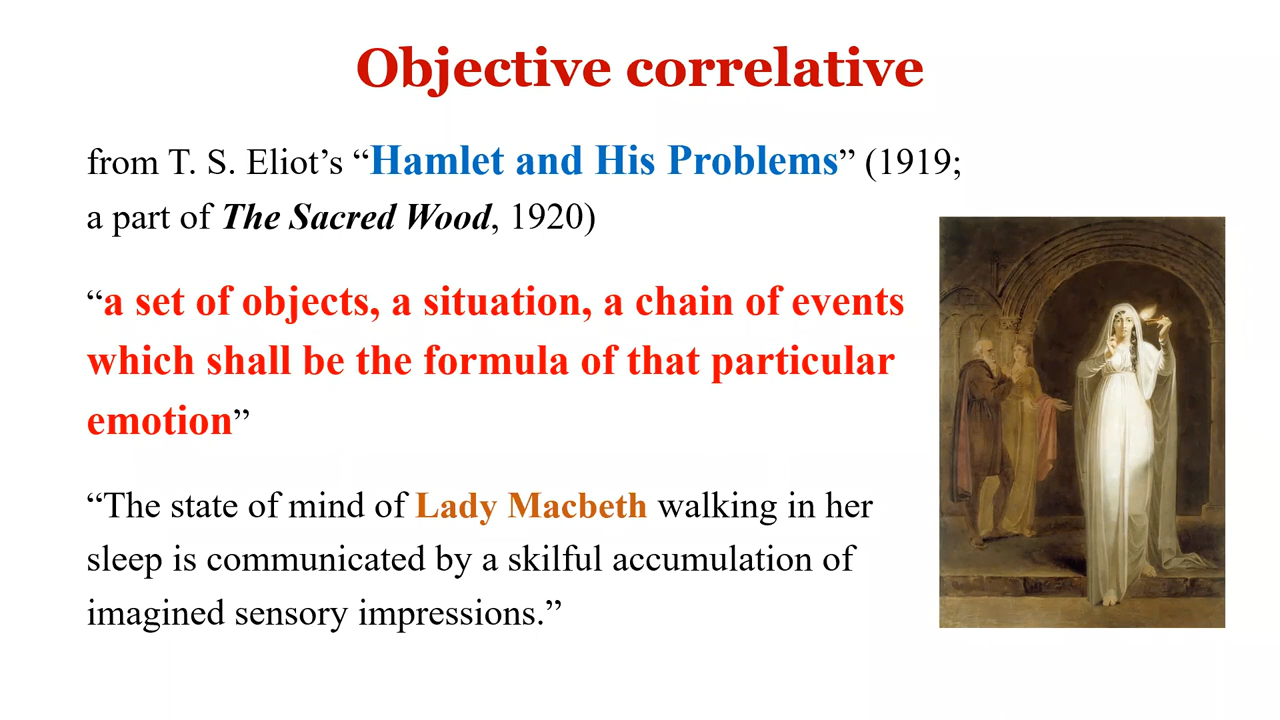 Objective correlative
from T. S. Eliot’s “Hamlet and His Problems” (1919;
a part of The Sacred Wood, 1920)
“a set of objects, a situation, a chain of events
which shall be the formula of that particular
emotion”
“The state of mind of Lady Macbeth walking in her
sleep is communicated by a skilful accumulation of
imagined sensory impressions.”